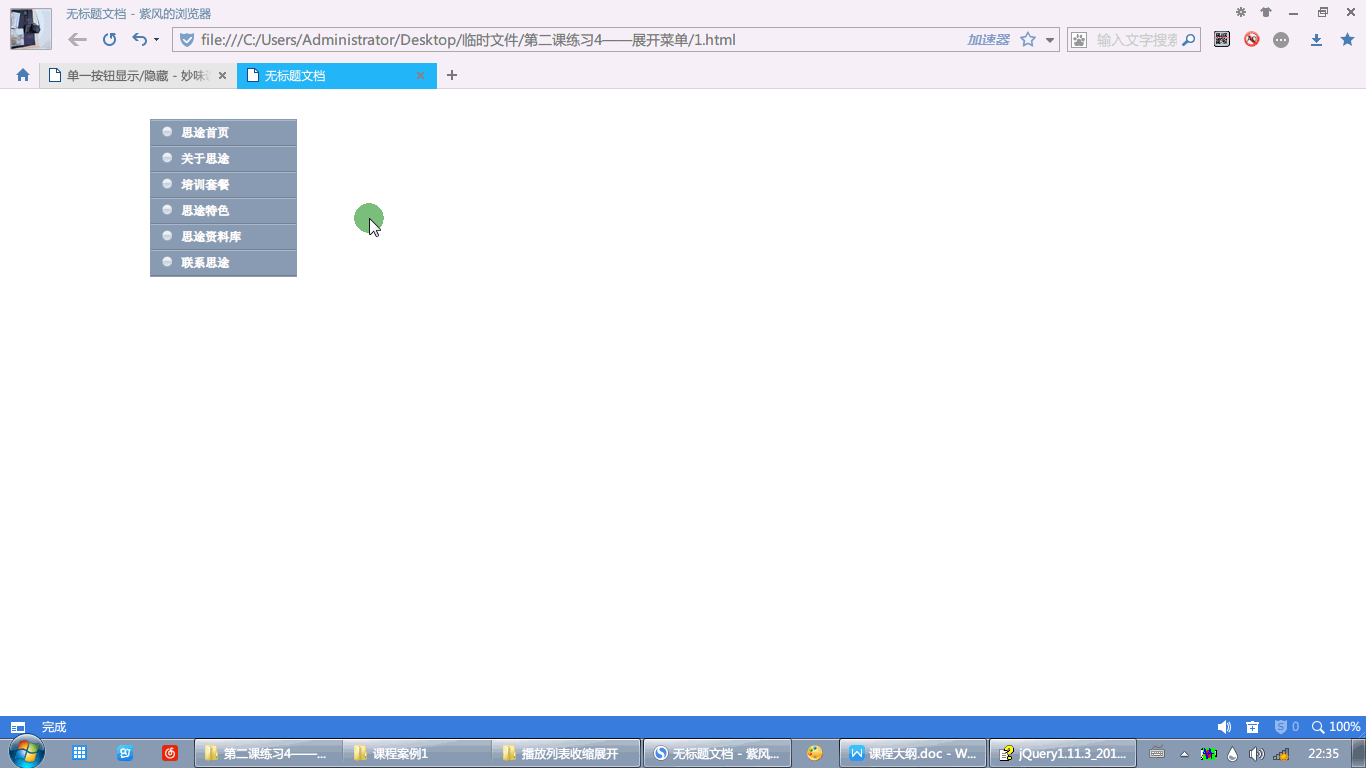 无标题文档 - 紫风的浏览器
file:///C:/Users/Administrator/Desktop/临时文件/第二课练习4——展开菜单/1.html
加速器
输入文字搜索
单一按钮显示/隐藏 - 妙味
无标题文档
思途首页
关于思途
培训套餐
思途特色
思途资料库
联系思途
完成
0
100%
第二课练习4——...
课程案例1
播放列表收缩展开
无标题文档 - 紫风...
课程大纲.doc - W...
jQuery1.11.3_201...
22:35